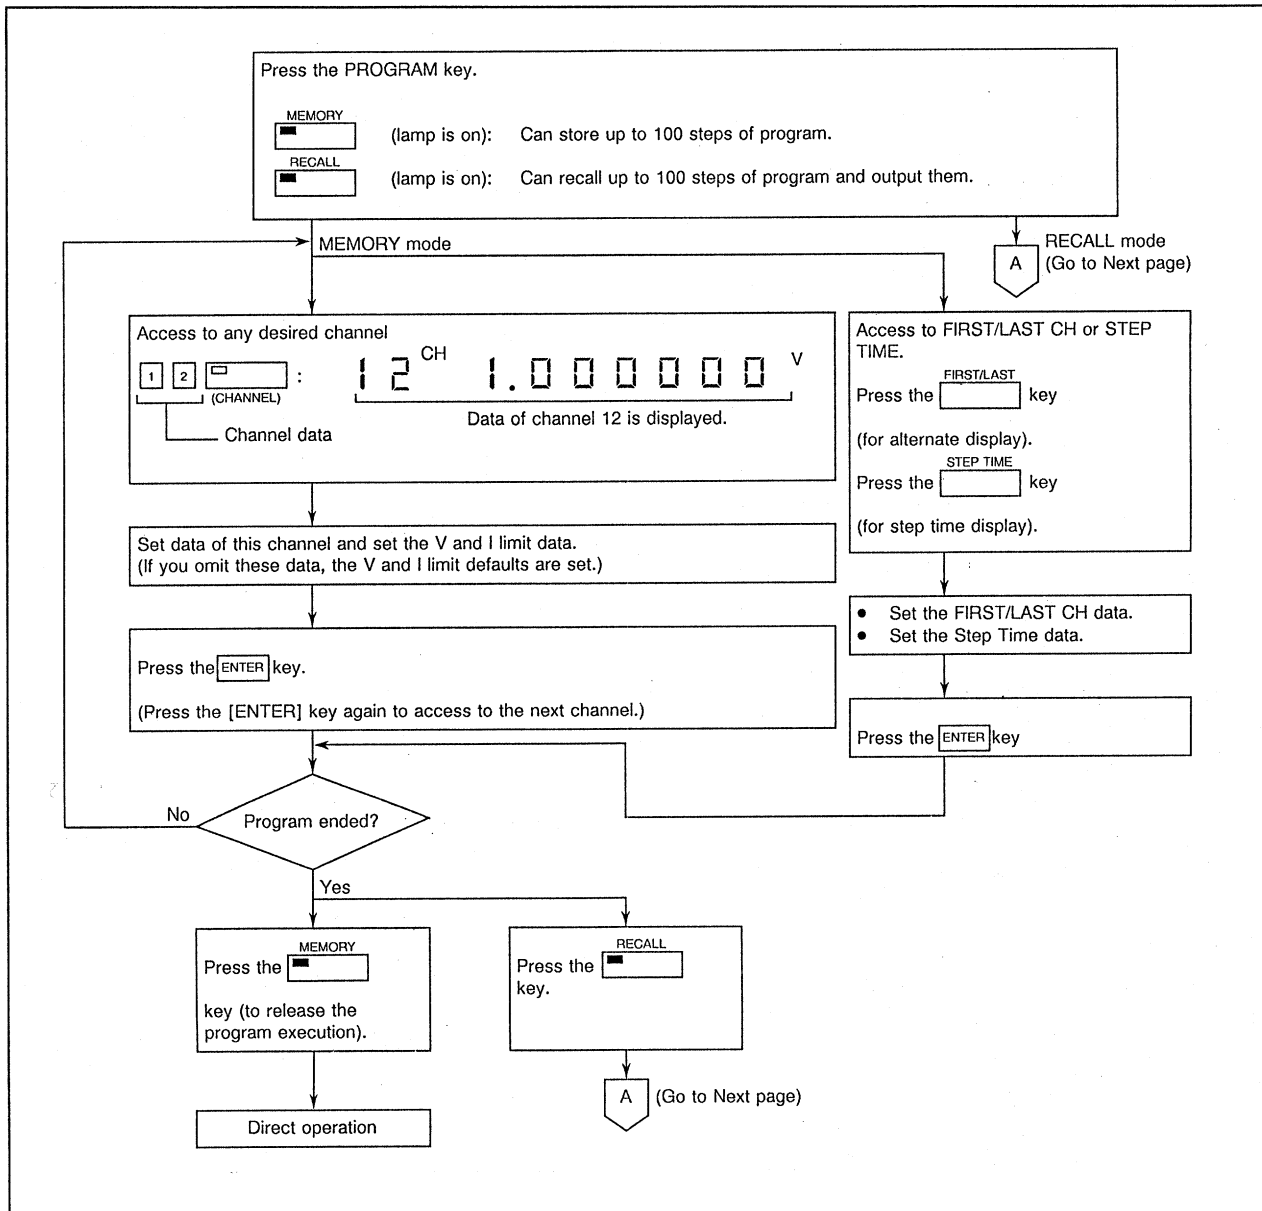 Press the PROGRAM key.
MEMORY
(lamp is on): Can store up to 100 steps of program.
RECALL
(lamp is on): Can recall up to 100 steps of program and output them.
MEMORY mode
A
RECALL mode
(Go to Next page)
Access to any desired channel
1 2 : 12 CH 1.000000 V
(CHANNEL)
Data of channel 12 is displayed.
Channel data
Access to FIRST/LAST CH or STEP
TIME.
FIRST/LAST
Press the key
(for alternate display).
STEP TIME
Press the key
(for step time display).
Set data of this channel and set the V and I limit data.
(If you omit these data, the V and I limit defaults are set.)
• Set the FIRST/LAST CH data.
• Set the Step Time data.
Press the ENTER key.
(Press the [ENTER] key again to access to the next channel.)
Press the ENTER key
No
Program ended?
Yes
MEMORY
Press the
key (to release the
program execution).
RECALL
Press the
key.
Direct operation
A
(Go to Next page)